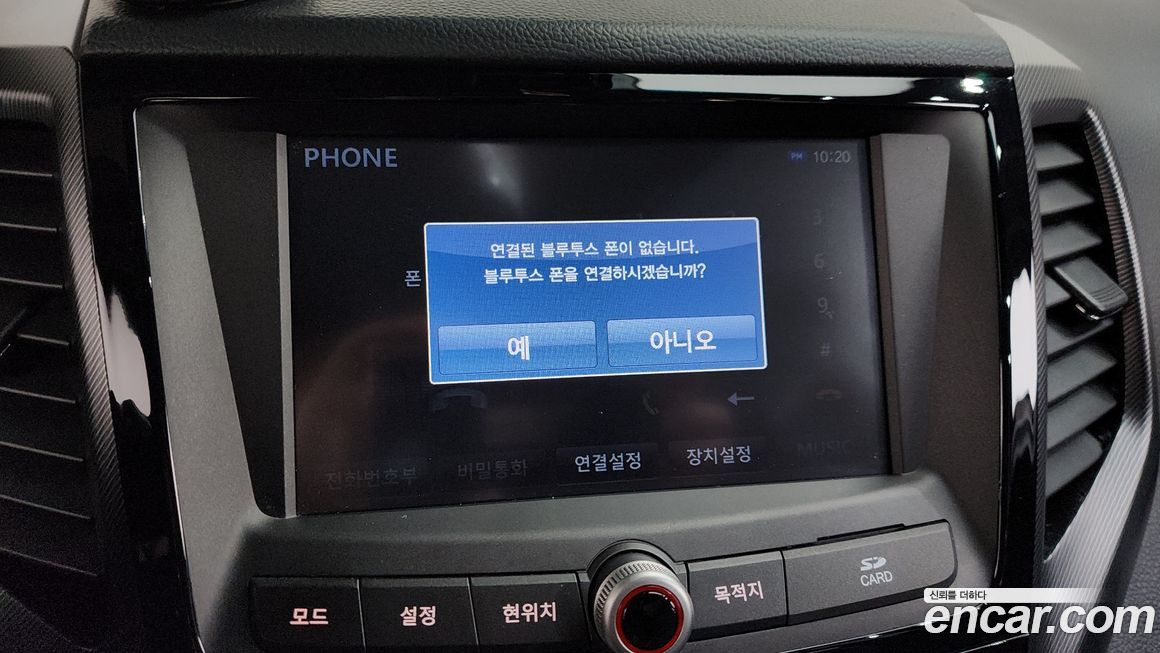 PHONE
PM 10:20
연결된 블루투스 폰이 없습니다.
블루투스 폰을 연결하시겠습니까?
폰
3
6
9
#
예
아니오
전화번호부 비밀통화 연결설정 장치설정 MUSIC
모드 설정 현위치 목적지
SD
CARD
신뢰를 더하다
encar.com